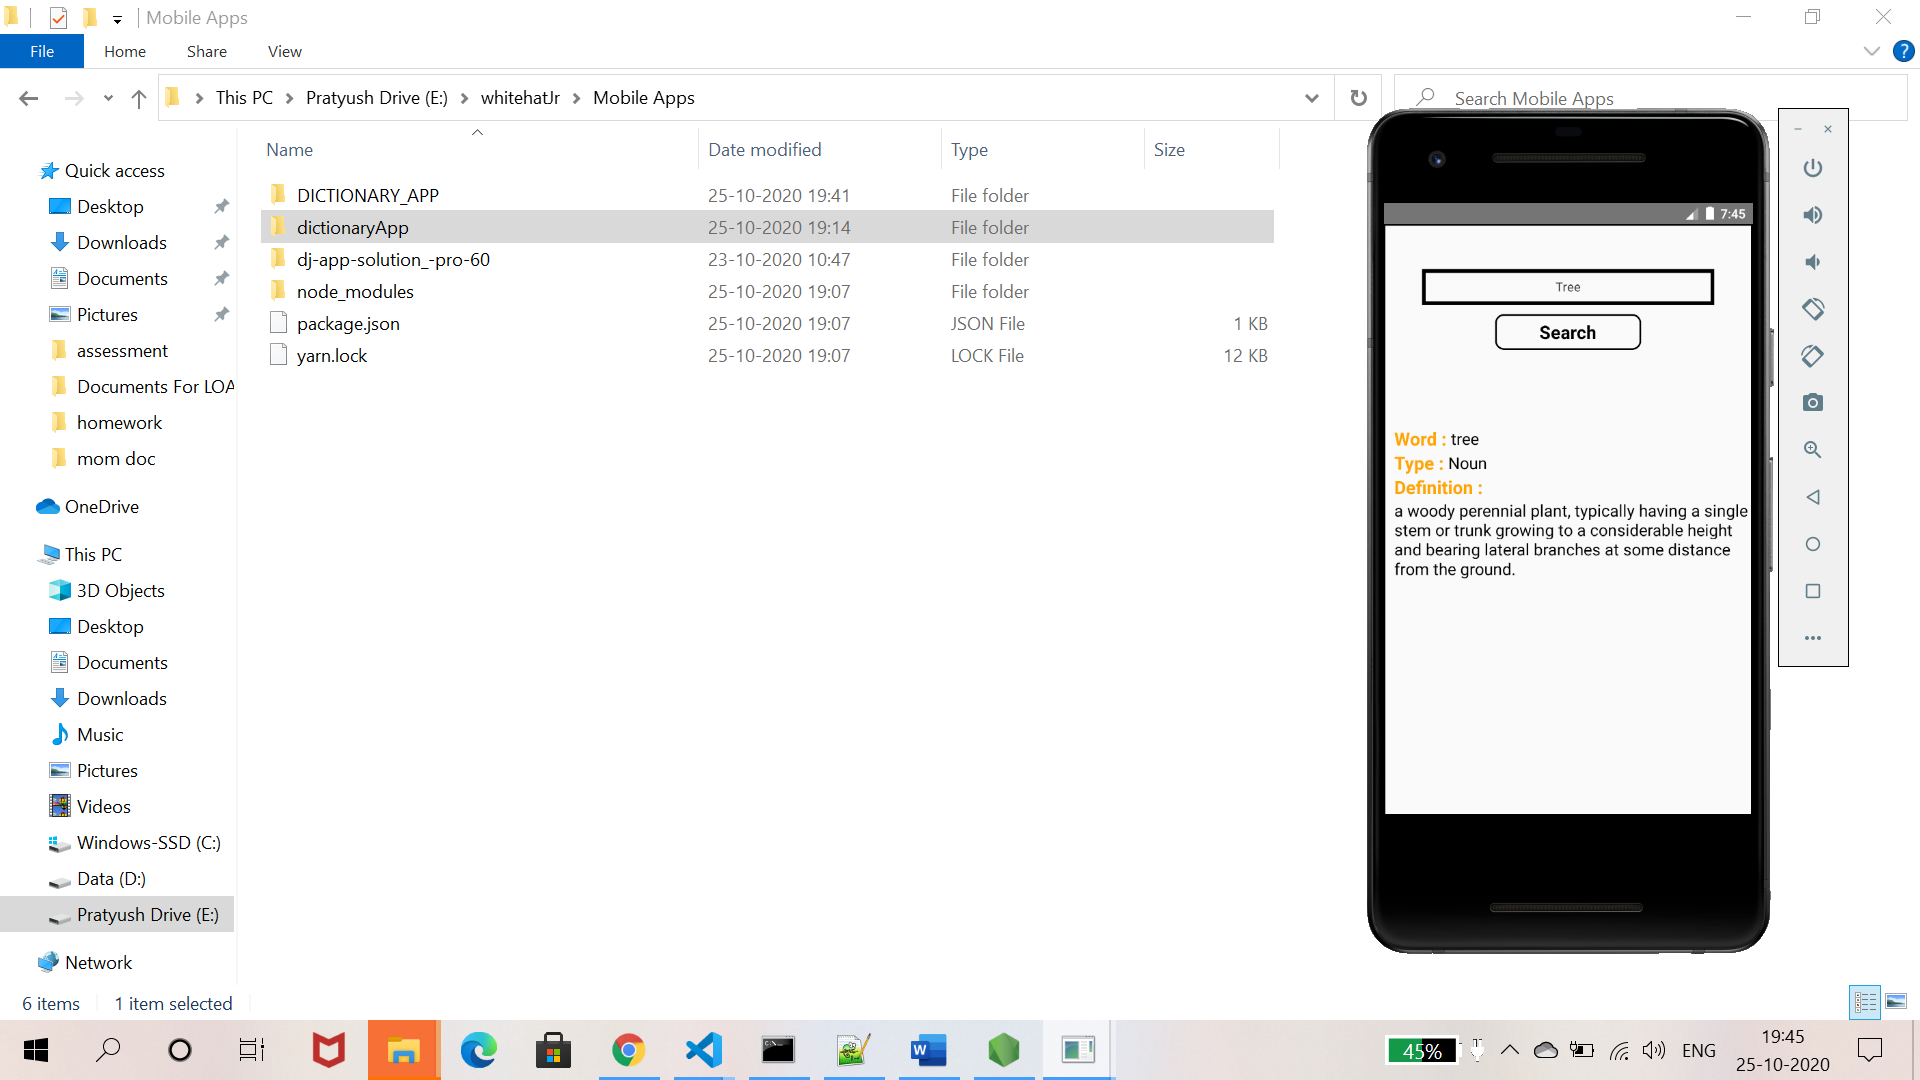 Mobile Apps
File Home Share View
This PC Pratyush Drive (E:) whitehatJr Mobile Apps
Search Mobile Apps
Name Date modified Type Size
DICTIONARY_APP 25-10-2020 19:41 File folder
dictionaryApp 25-10-2020 19:14 File folder
dj-app-solution_-pro-60 23-10-2020 10:47 File folder
node_modules 25-10-2020 19:07 File folder
package.json 25-10-2020 19:07 JSON File 1 KB
yarn.lock 25-10-2020 19:07 LOCK File 12 KB
Quick access
Desktop
Downloads
Documents
Pictures
assessment
Documents For LOA
homework
mom doc
OneDrive
This PC
3D Objects
Desktop
Documents
Downloads
Music
Pictures
Videos
Windows-SSD (C:)
Data (D:)
Pratyush Drive (E:)
Network
6 items 1 item selected
7:45
Tree
Search
Word : tree
Type : Noun
Definition :
a woody perennial plant, typically having a single
stem or trunk growing to a considerable height
and bearing lateral branches at some distance
from the ground.
45%
ENG
19:45
25-10-2020